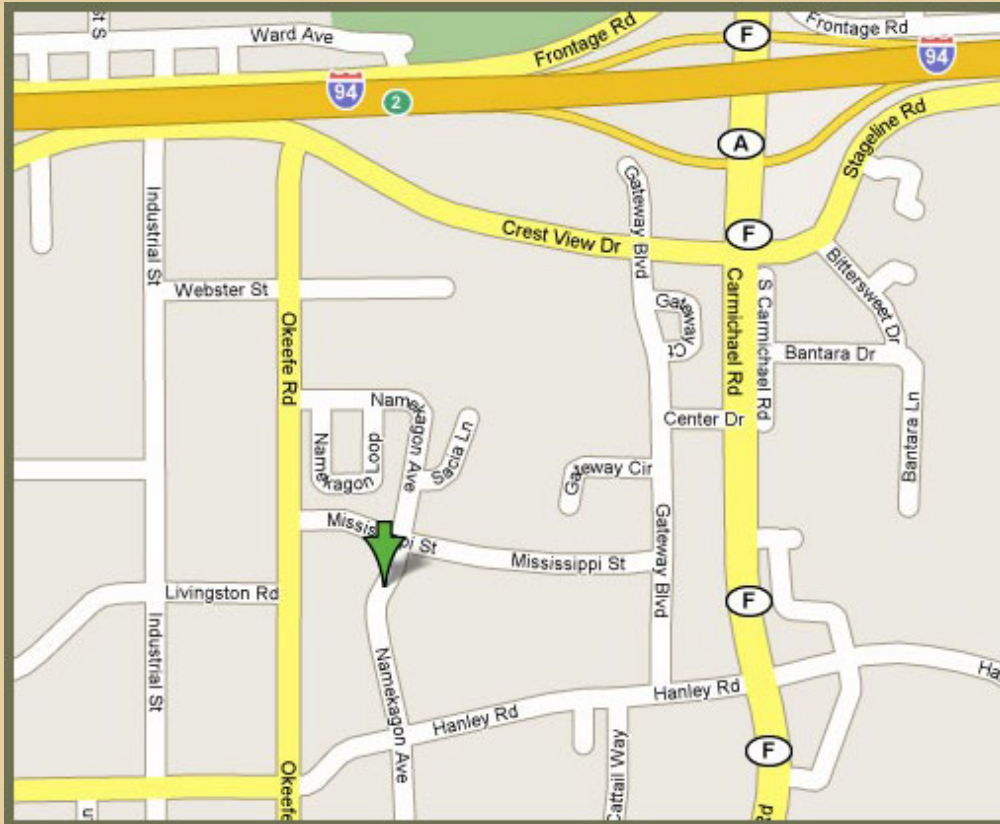 St S
Ward Ave
Frontage Rd
F
Frontage Rd
94
94
2
A
Stageline Rd
Industrial St
Gateway Blvd
Crest View Dr
F
Bittersweet Dr
Webster St
Okeefe Rd
Gateway Ct
Carmichael Rd
S Carmichael Rd
Bantara Dr
Namekagon Ave
Namekagon Loop
Sacia Ln
Center Dr
Bantara Ln
Gateway Cir
Mississippi St
Mississippi St
Gateway Blvd
Livingston Rd
F
Industrial St
Namekagon Ave
Hanley Rd
Hanley Rd
Ha
Cattail Way
F
Okeefe